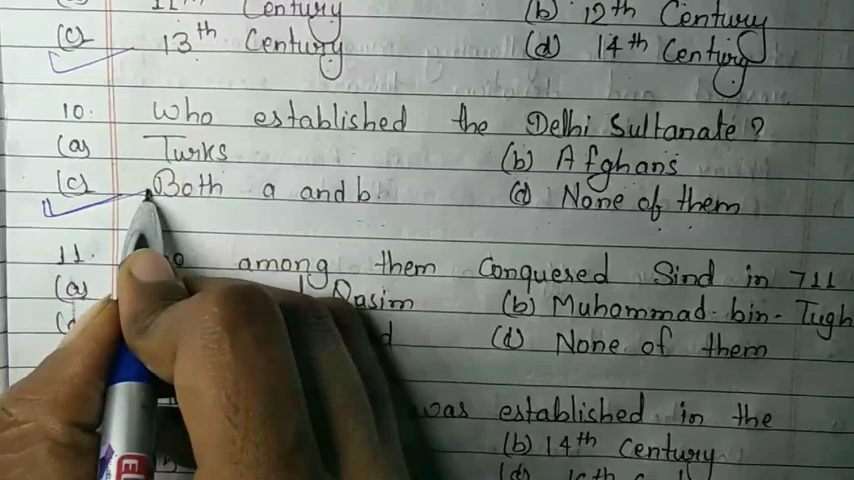 Century (b) 12th Century
(c) 13th Century (d) 14th Century
10. Who established the Delhi Sultanate?
(a) Turks (b) Afghans
(c) Both a and b. (d) None of them
11. among them Conquesed Sind in 711
(a) Qasim (b) Muhammad-bin-Tugh
(d) None of them
was established in the
(b) 14th Century